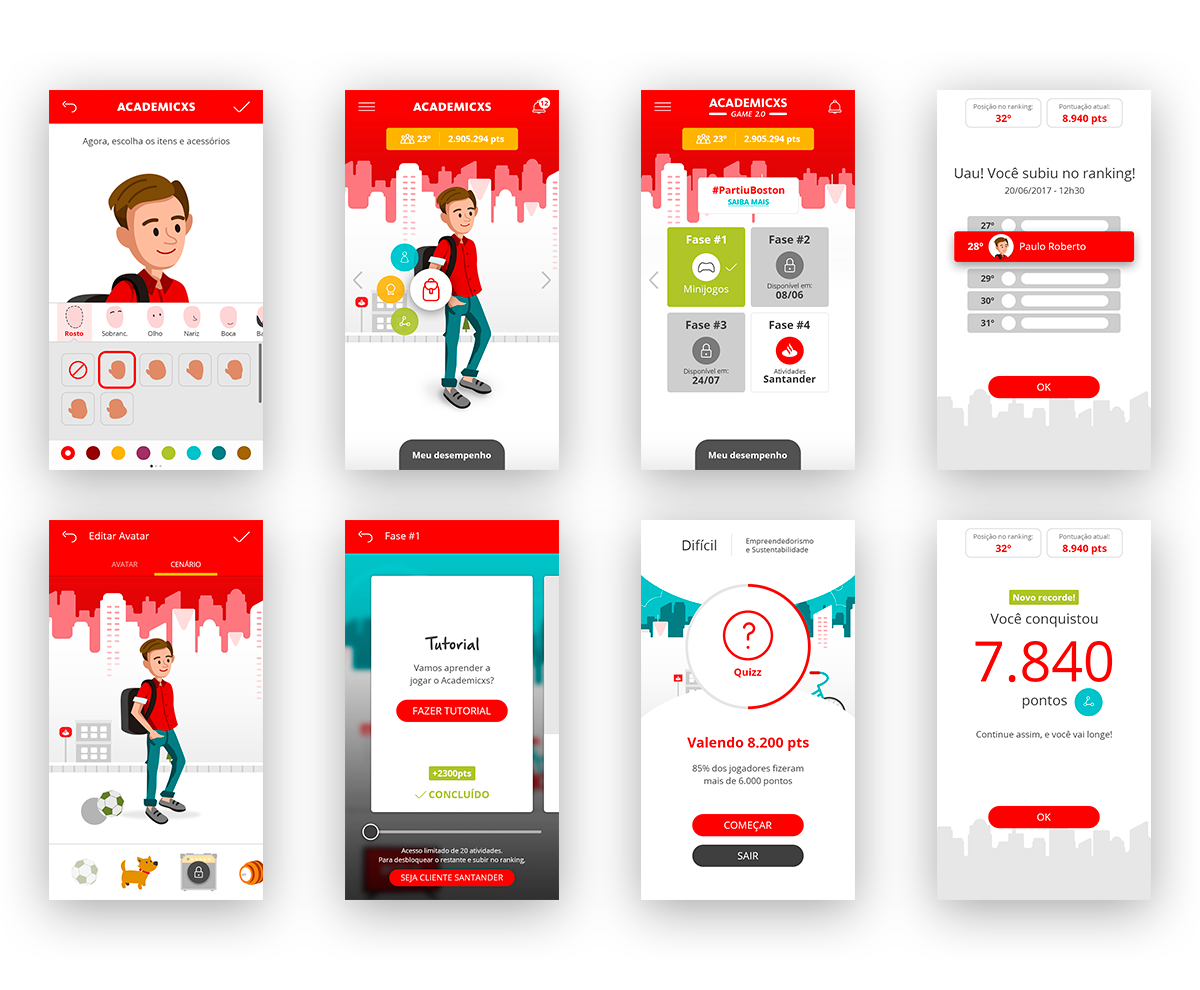 ACADEMICXS
Agora, escolha os itens e acessórios
Rosto
Sobranc.
Olho
Nariz
Boca
ACADEMICXS
12
23º
2.905.294 pts
Meu desempenho
ACADEMICXS
GAME 2.0
23º
2.905.294 pts
#PartiuBoston
SAIBA MAIS
Fase #1
Minijogos
Fase #2
Disponível em:
08/06
Fase #3
Disponível em:
24/07
Fase #4
Atividades
Santander
Meu desempenho
Posição no ranking:
32º
Pontuação atual:
8.940 pts
Uau! Você subiu no ranking!
20/06/2017 - 12h30
27º
28º
Paulo Roberto
29º
30º
31º
OK
Editar Avatar
AVATAR
CENÁRIO
Fase #1
Tutorial
Vamos aprender a
jogar o Academicxs?
FAZER TUTORIAL
+2300pts
CONCLUÍDO
Acesso limitado de 20 atividades.
Para desbloquear o restante e subir no ranking,
SEJA CLIENTE SANTANDER
Difícil
Empreendedorismo
e Sustentabilidade
?
Quizz
Valendo 8.200 pts
85% dos jogadores fizeram
mais de 6.000 pontos
COMEÇAR
SAIR
Posição no ranking:
32º
Pontuação atual:
8.940 pts
Novo recorde!
Você conquistou
7.840
pontos
Continue assim, e você vai longe!
OK